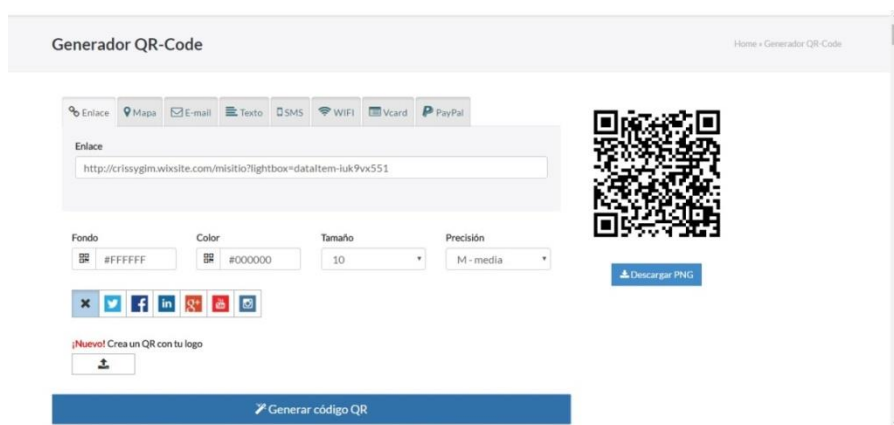 Generador QR-Code
Home » Generador QR-Code
Enlace Mapa E-mail Texto SMS WIFI Vcard PayPal
Enlace
http://crissygim.wixsite.com/misitio?lightbox=dataItem-iuk9vx551
Fondo Color Tamaño Precisión
#FFFFFF #000000 10 M - media
Descargar PNG
¡Nuevo! Crea un QR con tu logo
Generar código QR